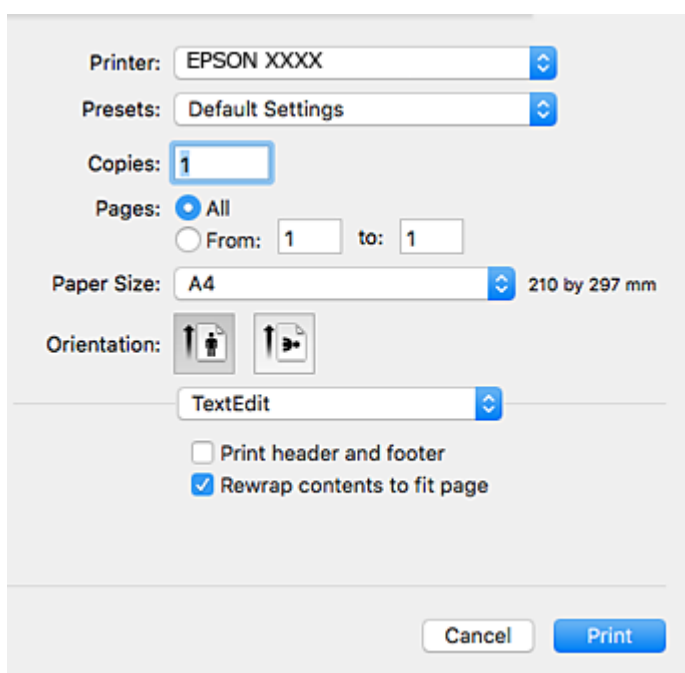 Printer: EPSON XXXX
Presets: Default Settings
Copies: 1
Pages: All
From: 1 to: 1
Paper Size: A4 210 by 297 mm
Orientation:
TextEdit
Print header and footer
Rewrap contents to fit page
Cancel Print